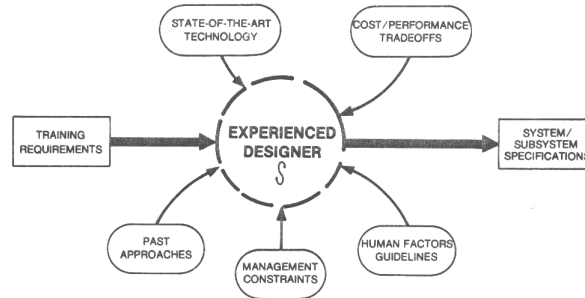 STATE-OF-THE-ART
TECHNOLOGY
COST/PERFORMANCE
TRADEOFFS
TRAINING
REQUIREMENTS
EXPERIENCED
DESIGNER
S
SYSTEM/
SUBSYSTEM
SPECIFICATIONS
PAST
APPROACHES
MANAGEMENT
CONSTRAINTS
HUMAN FACTORS
GUIDELINES